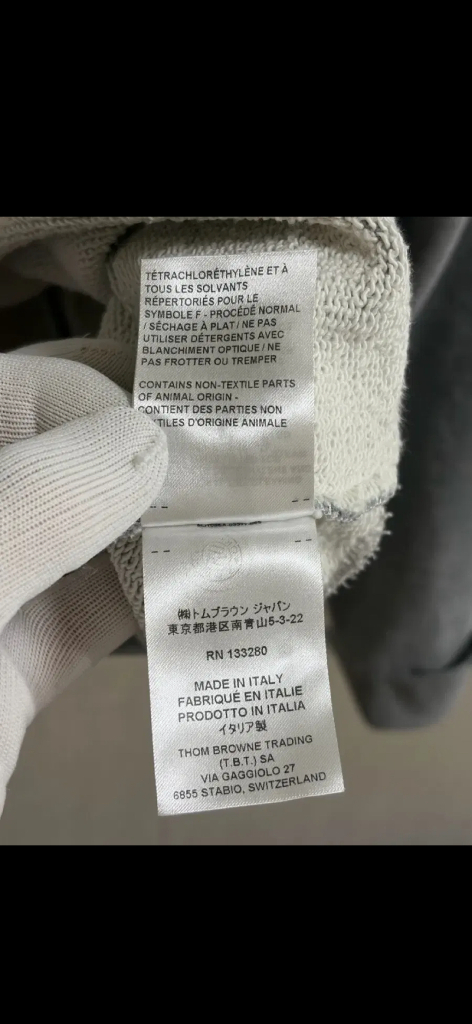 TÉTRACHLORÉTHYLÈNE ET À
TOUS LES SOLVANTS
RÉPERTORIÉS POUR LE
SYMBOLE F - PROCÉDÉ NORMAL
/ SÉCHAGE À PLAT / NE PAS
UTILISER DÉTERGENTS AVEC
BLANCHIMENT OPTIQUE / NE
PAS FROTTER OU TREMPER
CONTAINS NON-TEXTILE PARTS
OF ANIMAL ORIGIN -
CONTIENT DES PARTIES NON
TILES D'ORIGINE ANIMALE
㈱トムブラウン ジャパン
東京都港区南青山5-3-22
RN 133280
MADE IN ITALY
FABRIQUÉ EN ITALIE
PRODOTTO IN ITALIA
イタリア製
THOM BROWNE TRADING
(T.B.T.) SA
VIA GAGGIOLO 27
6855 STABIO, SWITZERLAND